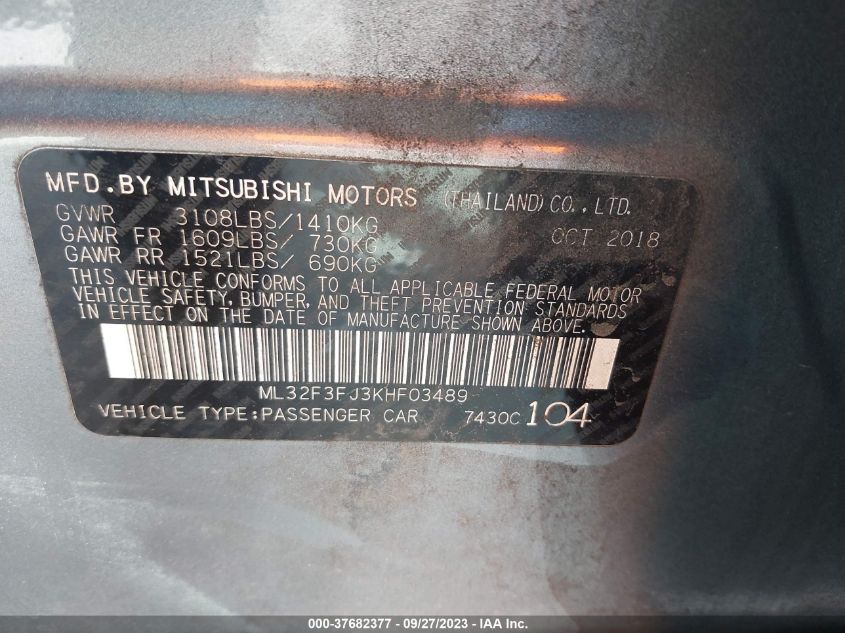 MFD.BY MITSUBISHI MOTORS (THAILAND) CO., LTD.
GVWR 3108LBS/1410KG OCT 2018
GAWR FR 1609LBS/ 730KG
GAWR RR 1521LBS/ 690KG
THIS VEHICLE CONFORMS TO ALL APPLICABLE FEDERAL MOTOR
VEHICLE SAFETY, BUMPER, AND THEFT PREVENTION STANDARDS
IN EFFECT ON THE DATE OF MANUFACTURE SHOWN ABOVE.
ML32F3FJ3KHF03489
VEHICLE TYPE:PASSENGER CAR 7430C 104
000-37682377 - 09/27/2023 - IAA Inc.